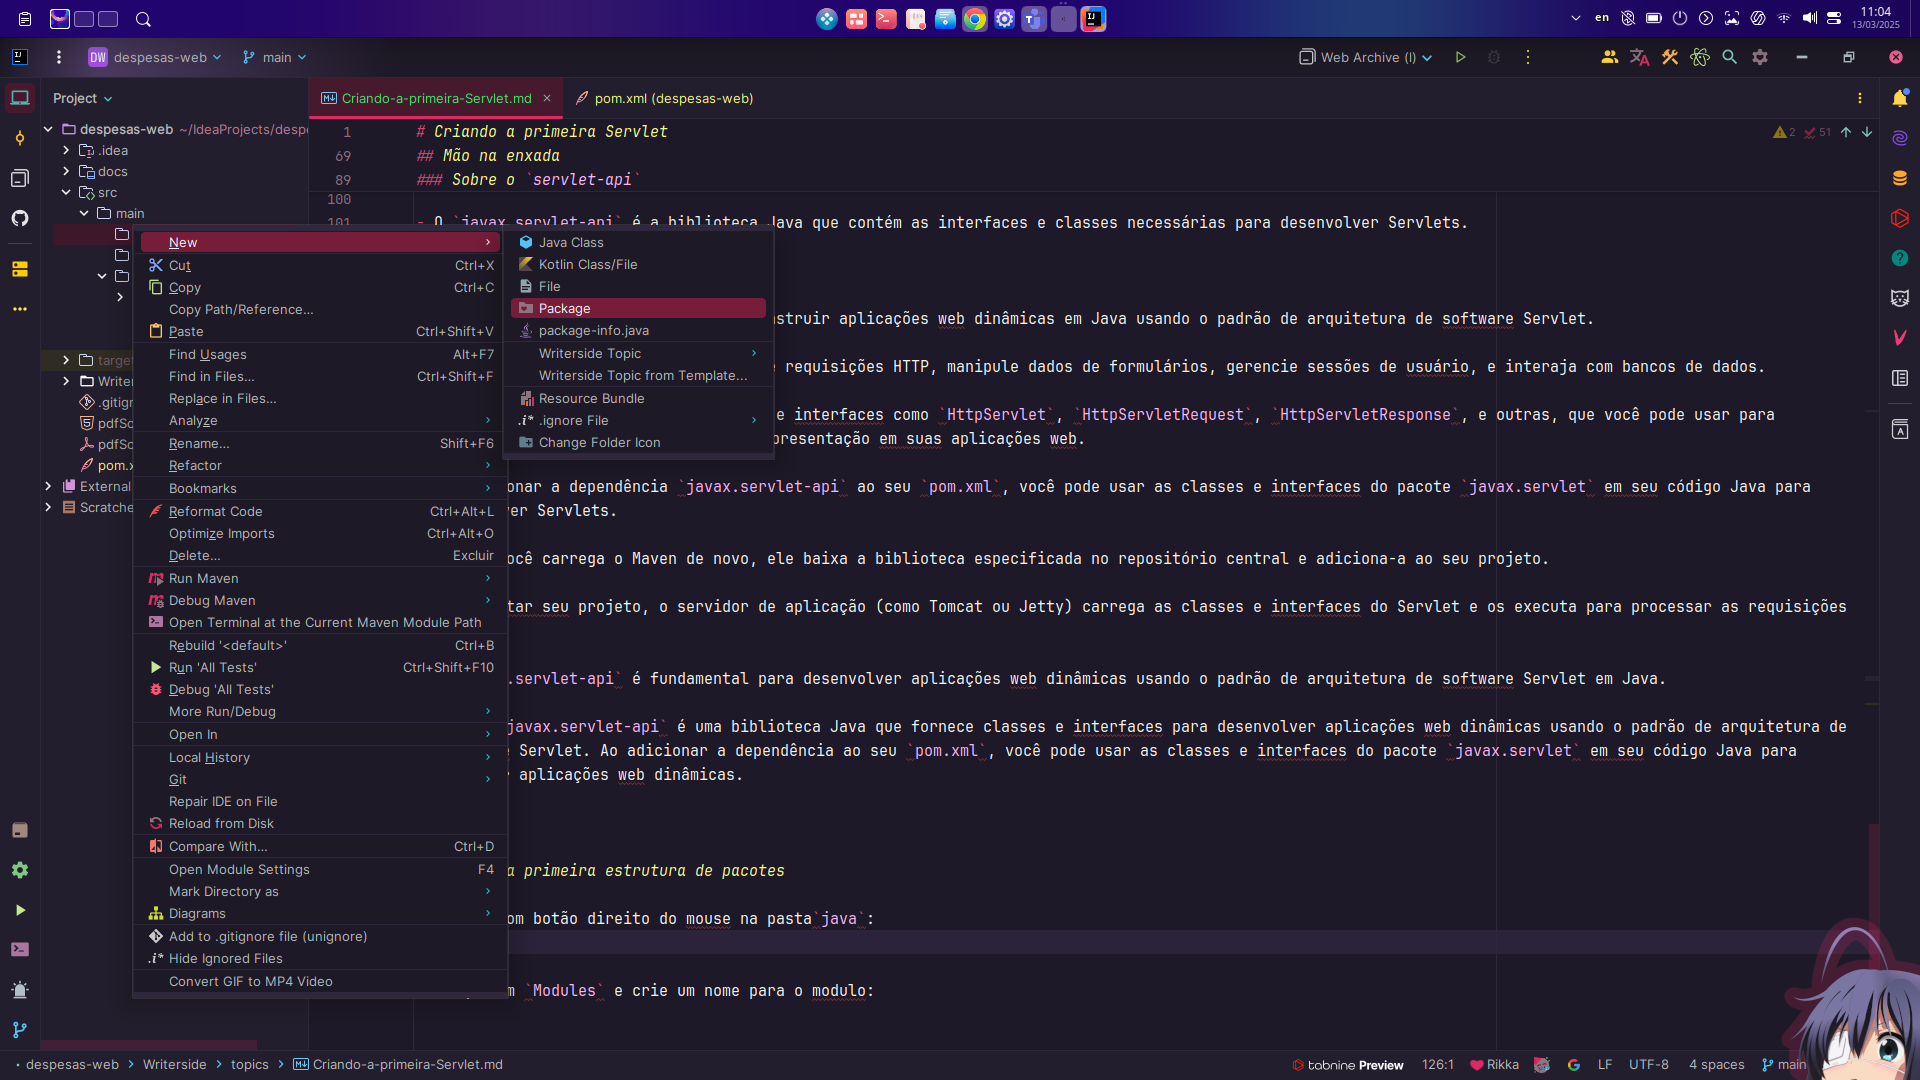 en
11:04
13/03/2025
DW despesas-web
main
Web Archive (I)
Project
Criando-a-primeira-Servlet.md
pom.xml (despesas-web)
despesas-web ~/IdeaProjects/despe
.idea
docs
src
main
targe
Writer
.gitign
pdfSc
pdfSc
pom.x
External
Scratche
1 # Criando a primeira Servlet
2 51
69 ## Mão na enxada
89 ### Sobre o `servlet-api`
100
101 - O `javax.servlet-api` é a biblioteca Java que contém as interfaces e classes necessárias para desenvolver Servlets.
struir aplicações web dinâmicas em Java usando o padrão de arquitetura de software Servlet.
e requisições HTTP, manipule dados de formulários, gerencie sessões de usuário, e interaja com bancos de dados.
e interfaces como `HttpServlet`, `HttpServletRequest`, `HttpServletResponse`, e outras, que você pode usar para
presentação em suas aplicações web.
onar a dependência `javax.servlet-api` ao seu `pom.xml`, você pode usar as classes e interfaces do pacote `javax.servlet` em seu código Java para
er Servlets.
ocê carrega o Maven de novo, ele baixa a biblioteca especificada no repositório central e adiciona-a ao seu projeto.
tar seu projeto, o servidor de aplicação (como Tomcat ou Jetty) carrega as classes e interfaces do Servlet e os executa para processar as requisições
.servlet-api` é fundamental para desenvolver aplicações web dinâmicas usando o padrão de arquitetura de software Servlet em Java.
javax.servlet-api` é uma biblioteca Java que fornece classes e interfaces para desenvolver aplicações web dinâmicas usando o padrão de arquitetura de
e Servlet. Ao adicionar a dependência ao seu `pom.xml`, você pode usar as classes e interfaces do pacote `javax.servlet` em seu código Java para
r aplicações web dinâmicas.
a primeira estrutura de pacotes
om botão direito do mouse na pasta`java`:
m `Modules` e crie um nome para o modulo:
New
Cut Ctrl+X
Copy Ctrl+C
Copy Path/Reference...
Paste Ctrl+Shift+V
Find Usages Alt+F7
Find in Files... Ctrl+Shift+F
Replace in Files...
Analyze
Rename... Shift+F6
Refactor
Bookmarks
Reformat Code Ctrl+Alt+L
Optimize Imports Ctrl+Alt+O
Delete... Excluir
Run Maven
Debug Maven
Open Terminal at the Current Maven Module Path
Rebuild '<default>' Ctrl+B
Run 'All Tests' Ctrl+Shift+F10
Debug 'All Tests'
More Run/Debug
Open In
Local History
Git
Repair IDE on File
Reload from Disk
Compare With... Ctrl+D
Open Module Settings F4
Mark Directory as
Diagrams
Add to .gitignore file (unignore)
Hide Ignored Files
Convert GIF to MP4 Video
Java Class
Kotlin Class/File
File
Package
package-info.java
Writerside Topic
Writerside Topic from Template...
Resource Bundle
.ignore File
Change Folder Icon
despesas-web > Writerside > topics > Criando-a-primeira-Servlet.md
tabnine Preview
126:1
Rikka
LF
UTF-8
4 spaces
main